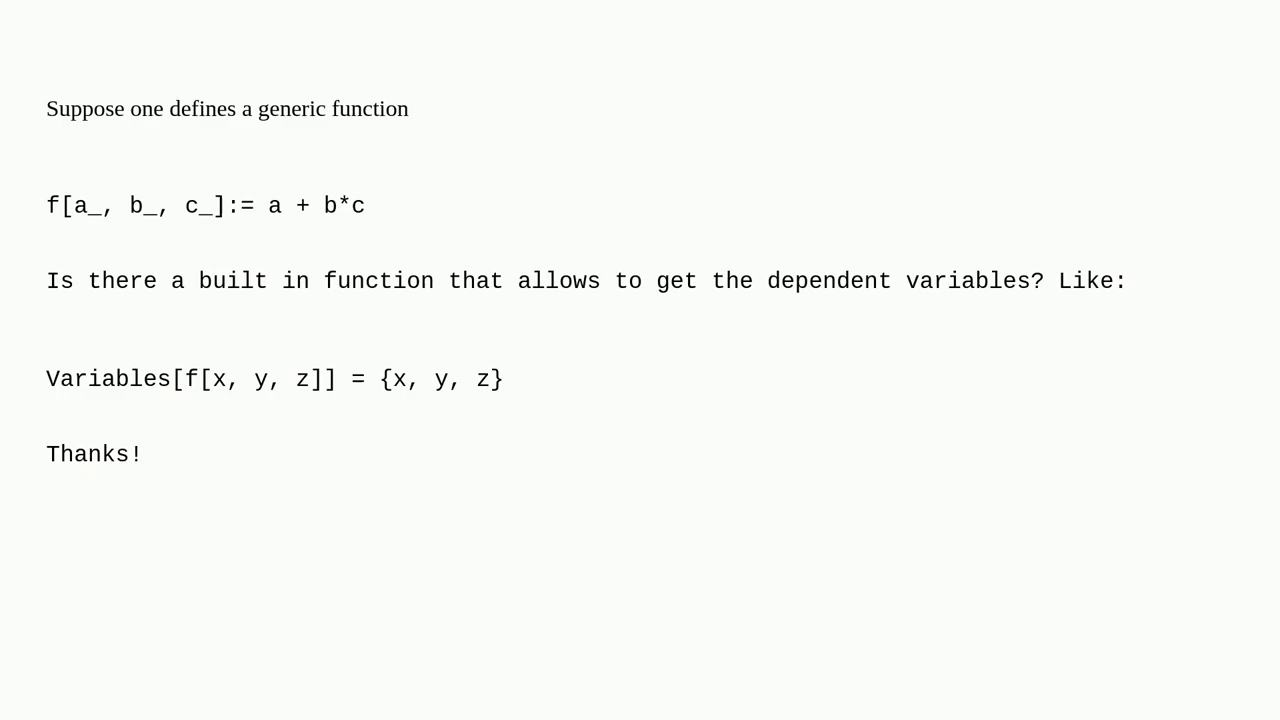 Suppose one defines a generic function
f[a_, b_, c_]:= a + b*c
Is there a built in function that allows to get the dependent variables? Like:
Variables[f[x, y, z]] = {x, y, z}
Thanks!